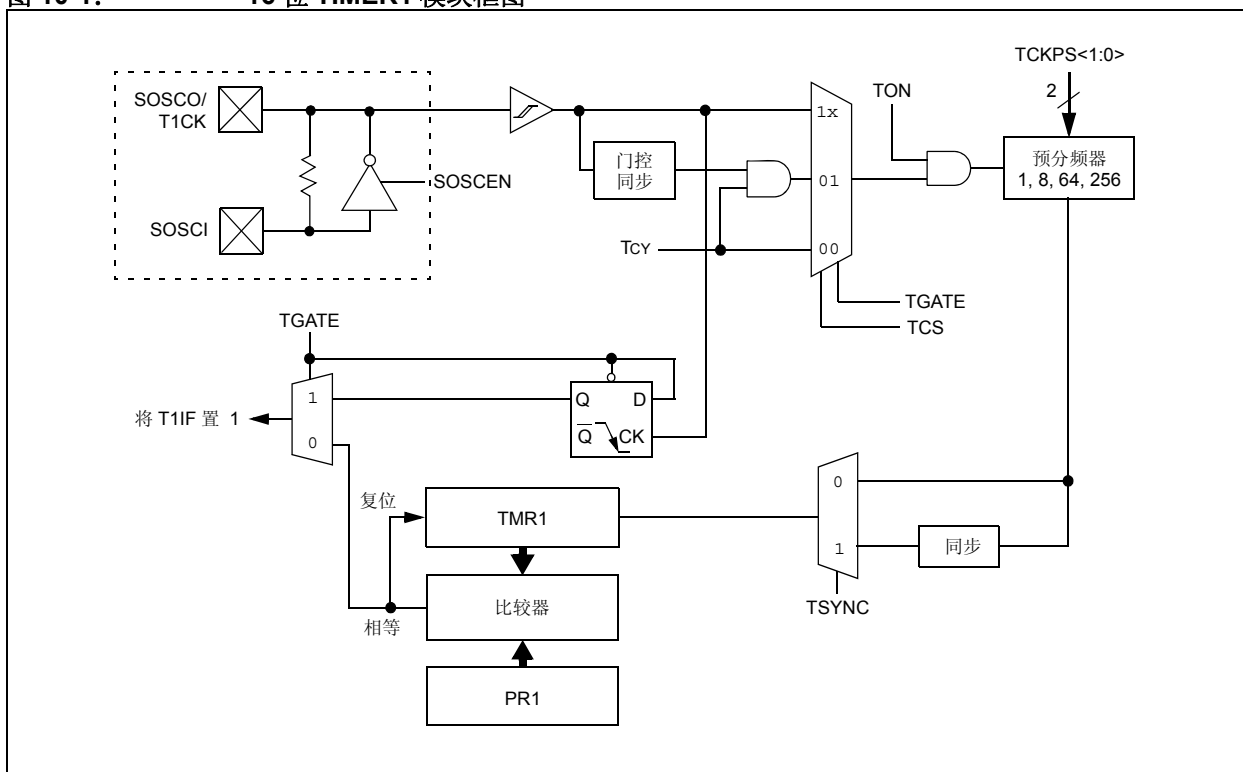 TCKPS<1:0>
2
SOSCO/
T1CK
TON
1x
门控
同步
预分频器
1, 8, 64, 256
SOSCEN
01
SOSCI
TCY
00
TGATE
TCS
TGATE
1
Q
D
将 T1IF 置 1
0
Q
CK
复位
TMR1
0
1
同步
比较器
TSYNC
相等
PR1